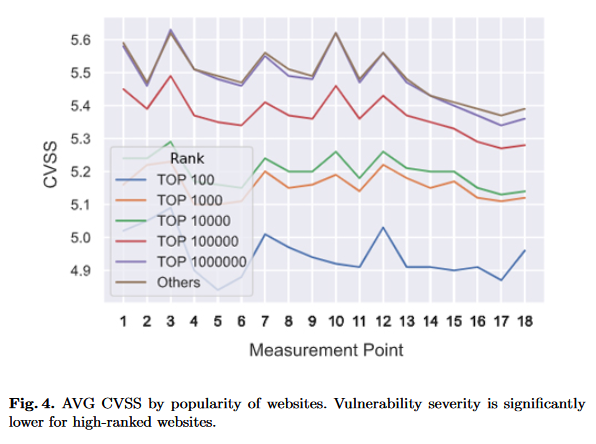 5.6
5.5
5.4
5.3
5.2
5.1
5.0
4.9
CVSS
Rank
TOP 100
TOP 1000
TOP 10000
TOP 100000
TOP 1000000
Others
1 2 3 4 5 6 7 8 9 10 11 12 13 14 15 16 17 18
Measurement Point
Fig. 4. AVG CVSS by popularity of websites. Vulnerability severity is significantly
lower for high-ranked websites.